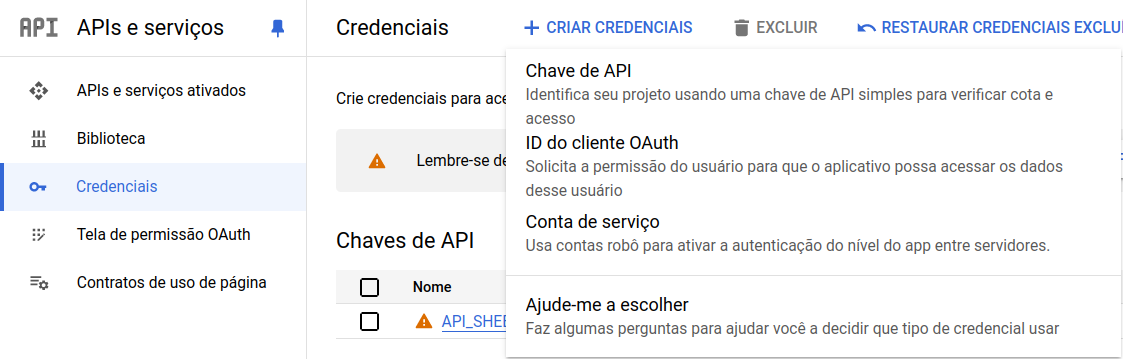 API APIs e serviços
Credenciais
CRIAR CREDENCIAIS
EXCLUIR
RESTAURAR CREDENCIAIS EXCLU
APIs e serviços ativados
Biblioteca
Credenciais
Tela de permissão OAuth
Contratos de uso de página
Crie credenciais para ace
Lembre-se de
Chaves de API
Nome
API_SHEE
Chave de API
Identifica seu projeto usando uma chave de API simples para verificar cota e
acesso
ID do cliente OAuth
Solicita a permissão do usuário para que o aplicativo possa acessar os dados
desse usuário
Conta de serviço
Usa contas robô para ativar a autenticação do nível do app entre servidores.
Ajude-me a escolher
Faz algumas perguntas para ajudar você a decidir que tipo de credencial usar